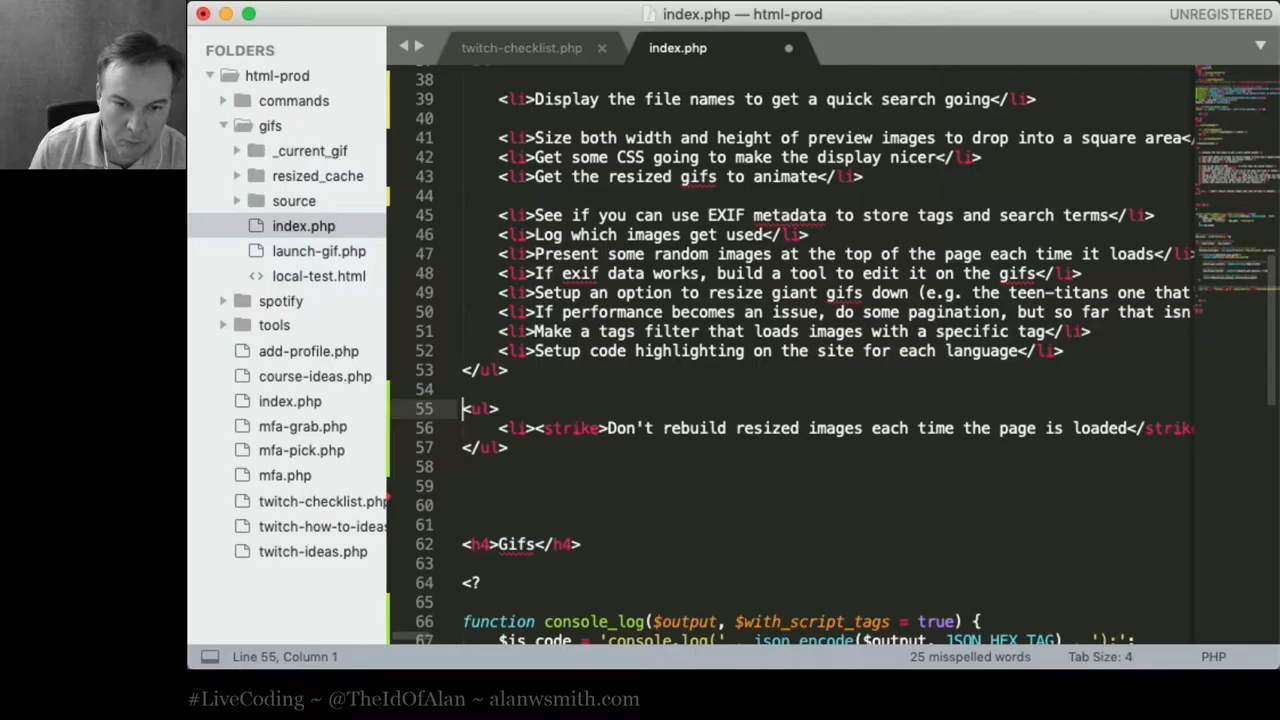 index.php — html-prod
UNREGISTERED
FOLDERS
html-prod
commands
gifs
_current_gif
resized_cache
source
index.php
launch-gif.php
local-test.html
spotify
tools
add-profile.php
course-ideas.php
index.php
mfa-grab.php
mfa-pick.php
mfa.php
twitch-checklist.php
twitch-how-to-ideas
twitch-ideas.php
twitch-checklist.php
index.php
38
39 <li>Display the file names to get a quick search going</li>
40
41 <li>Size both width and height of preview images to drop into a square area<
42 <li>Get some CSS going to make the display nicer</li>
43 <li>Get the resized gifs to animate</li>
44
45 <li>See if you can use EXIF metadata to store tags and search terms</li>
46 <li>Log which images get used</li>
47 <li>Present some random images at the top of the page each time it loads</li
48 <li>If exif data works, build a tool to edit it on the gifs</li>
49 <li>Setup an option to resize giant gifs down (e.g. the teen-titans one that
50 <li>If performance becomes an issue, do some pagination, but so far that isn
51 <li>Make a tags filter that loads images with a specific tag</li>
52 <li>Setup code highlighting on the site for each language</li>
53 </ul>
54
55 <ul>
56 <li><strike>Don't rebuild resized images each time the page is loaded</strik
57 </ul>
58
59
60
61
62 <h4>Gifs</h4>
63
64 <?
65
66 function console_log($output, $with_script_tags = true) {
67 $js_code = 'console.log(' . json_encode($output, JSON_HEX_TAG) . ');';
Line 55, Column 1
25 misspelled words
Tab Size: 4
PHP
#LiveCoding ~ @TheIdOfAlan ~ alanwsmith.com